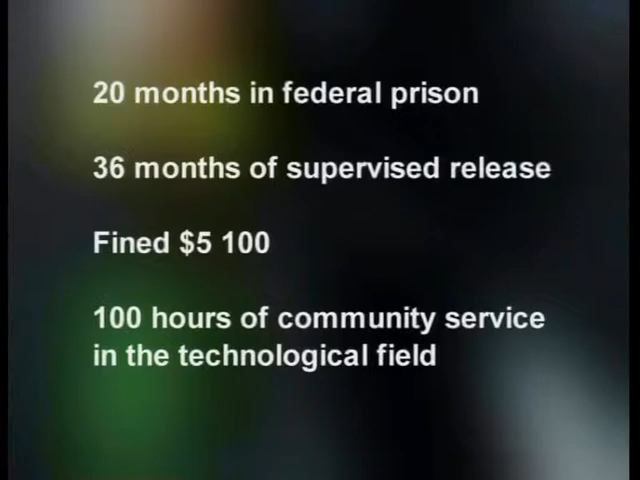 20 months in federal prison
36 months of supervised release
Fined $5 100
100 hours of community service
in the technological field